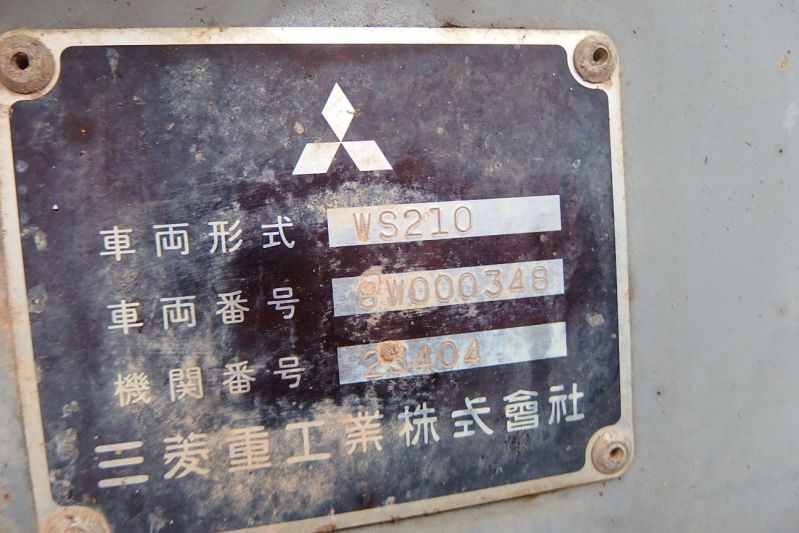 車両形式 WS210
車両番号 8W000348
機関番号 23404
三菱重工業株式會社